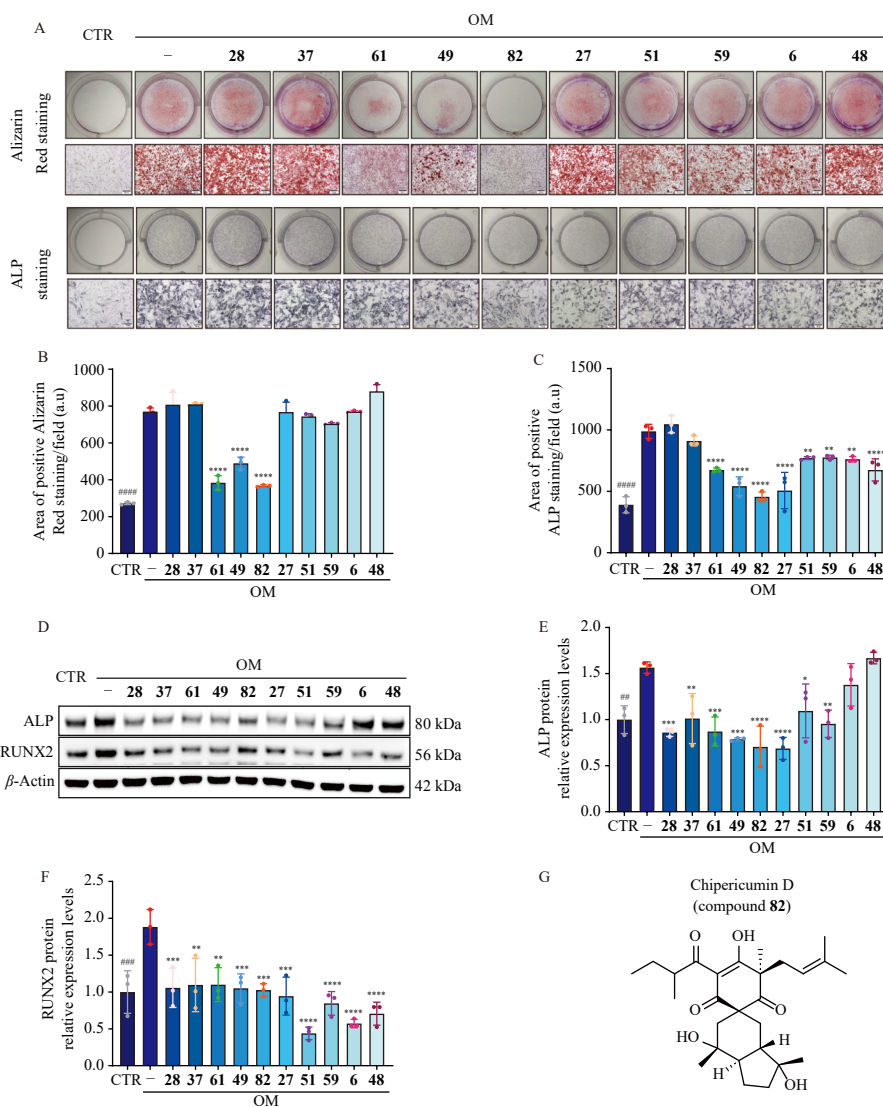 A
CTR
OM
– 28 37 61 49 82 27 51 59 6 48
Alizarin
Red staining
ALP
staining
B
Area of positive Alizarin
Red staining/field (a.u)
1000
800
600
400
200
0
####
****
****
****
CTR – 28 37 61 49 82 27 51 59 6 48
OM
C
Area of positive
ALP staining/field (a.u)
1500
1000
500
0
####
****
****
****
****
**
**
**
****
CTR – 28 37 61 49 82 27 51 59 6 48
OM
D
CTR
OM
– 28 37 61 49 82 27 51 59 6 48
ALP 80 kDa
RUNX2 56 kDa
β-Actin 42 kDa
E
ALP protein
relative expression levels
2.0
1.5
1.0
0.5
0.0
##
***
**
***
***
****
****
*
**
CTR – 28 37 61 49 82 27 51 59 6 48
OM
F
RUNX2 protein
relative expression levels
2.5
2.0
1.5
1.0
0.5
0.0
###
***
**
**
***
***
***
****
****
****
****
CTR – 28 37 61 49 82 27 51 59 6 48
OM
G
Chipericumin D
(compound 82)
O OH
O O
HO H
H OH